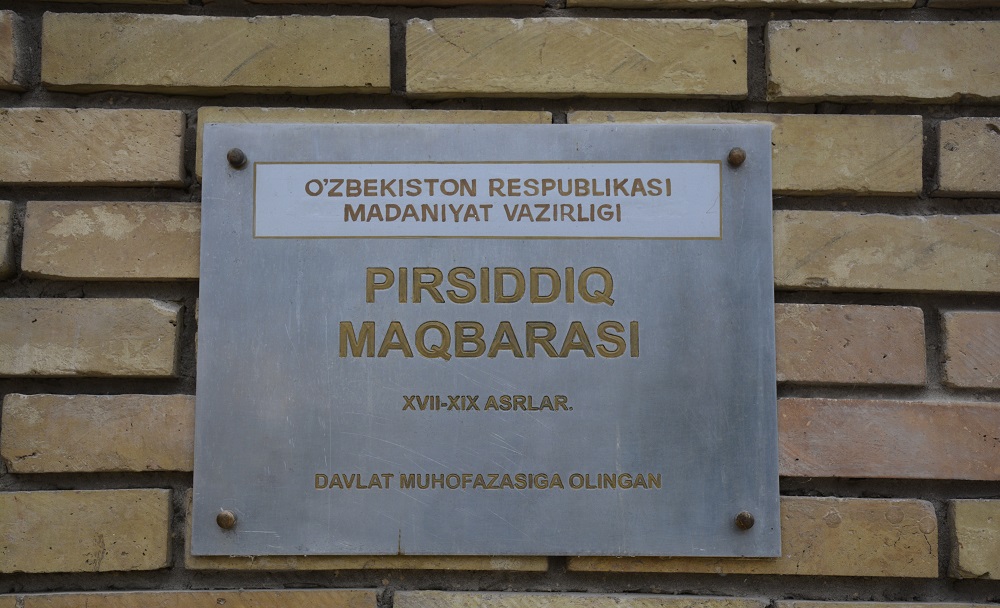 O'ZBEKISTON RESPUBLIKASI
MADANIYAT VAZIRLIGI
PIRSIDDIQ
MAQBARASI
XVII-XIX ASRLAR.
DAVLAT MUHOFAZASIGA OLINGAN